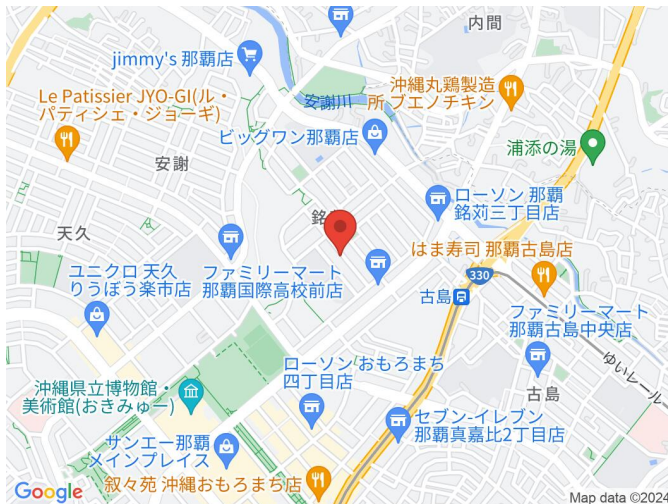 内間
jimmy's 那覇店
沖縄丸鶏製造
所 ブエノチキン
Le Patissier JYO-GI(ル・
パティシェ・ジョーギ)
安謝川
ビッグワン那覇店
浦添の湯
安謝
ローソン 那覇
銘苅三丁目店
銘
天久
はま寿司 那覇古島店
ユニクロ 天久
りうぼう楽市店
ファミリーマート
那覇国際高校前店
330
古島
ファミリーマート
那覇古島中央店
ゆいレール
ローソン おもろまち
四丁目店
沖縄県立博物館・
美術館(おきみゅー)
古島
セブン-イレブン
那覇真嘉比2丁目店
サンエー那覇
メインプレイス
叙々苑 沖縄おもろまち店
Google
Map data ©2024